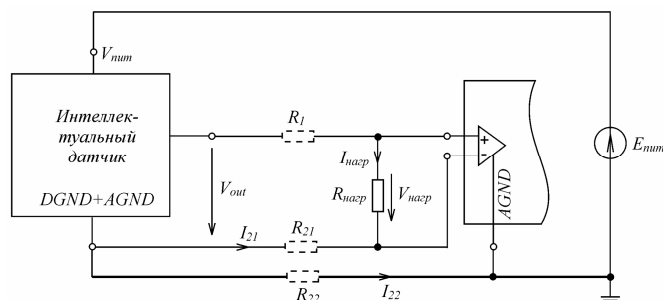 V_пит
Интеллек-
туальный
датчик
DGND+AGND
R_1
V_out
I_нагр
R_нагр
V_нагр
+
-
AGND
E_пит
I_21
R_21
R_22
I_22